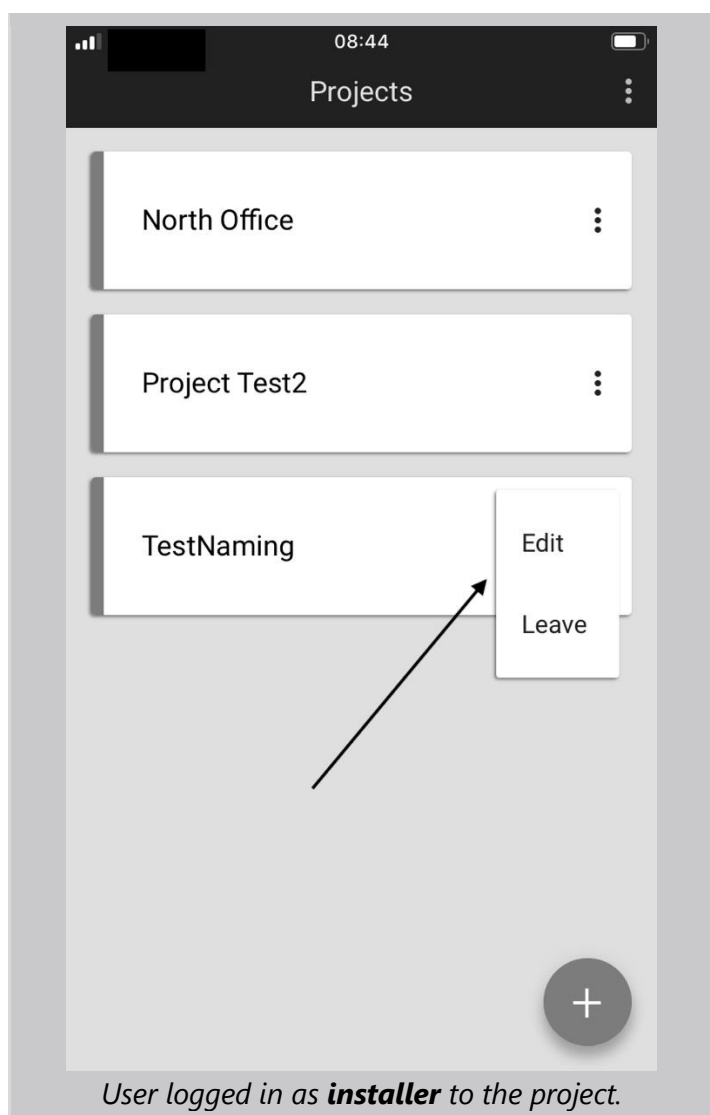 08:44
Projects
North Office
Project Test2
TestNaming
Edit
Leave
User logged in as installer to the project.